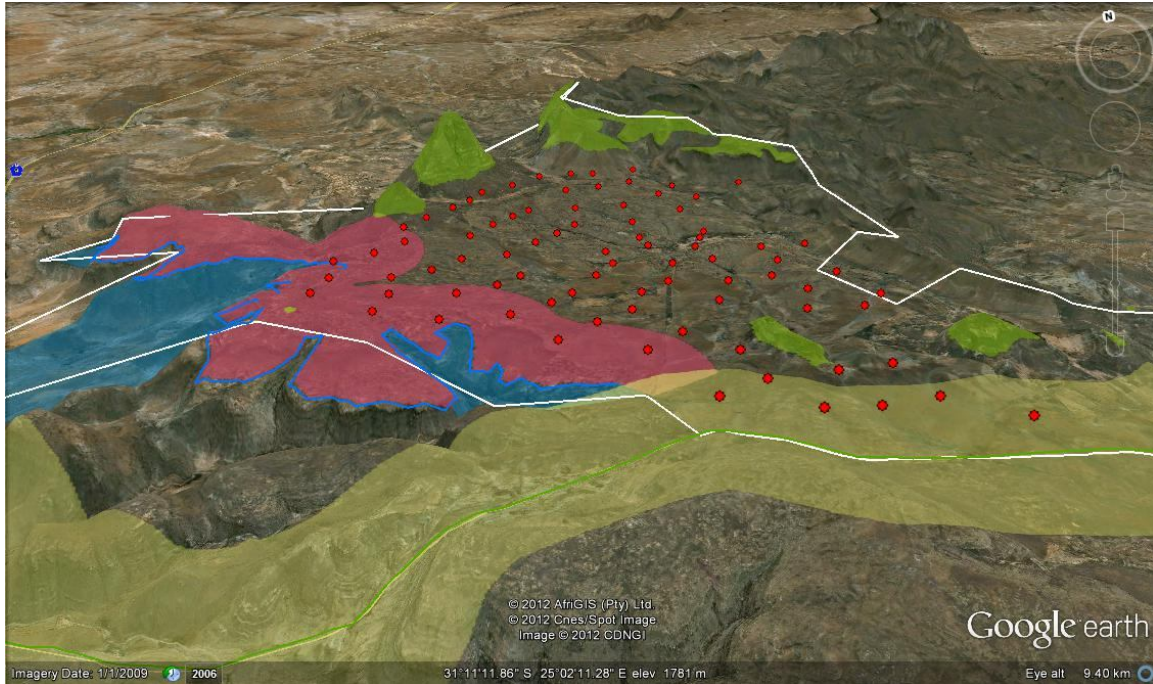 N
© 2012 AfriGIS (Pty) Ltd.
© 2012 Cnes/Spot Image
Image © 2012 CDNGI
Google earth
Imagery Date: 1/1/2009 2006 31°11'11.86" S 25°02'11.28" E elev 1781 m Eye alt 9.40 km